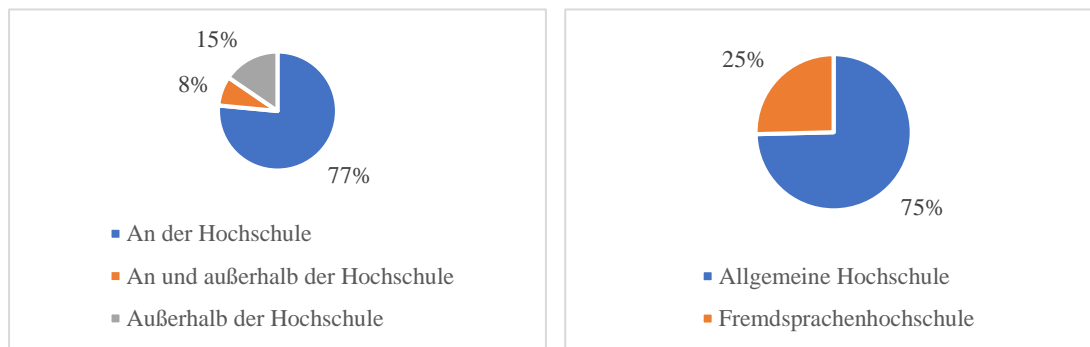 15%
8%
77%
An der Hochschule
An und außerhalb der Hochschule
Außerhalb der Hochschule
25%
75%
Allgemeine Hochschule
Fremdsprachenhochschule